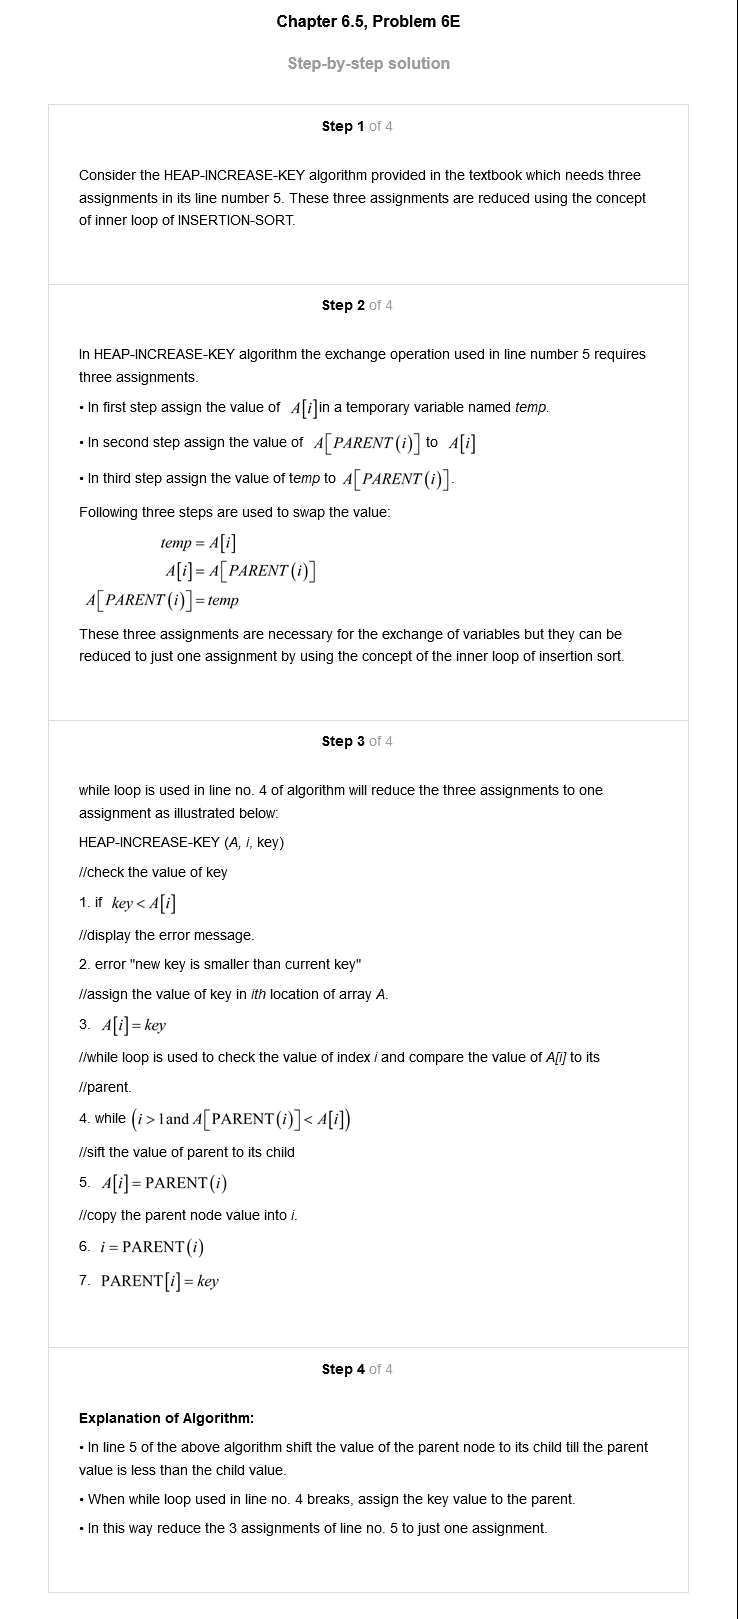 Chapter 6.5, Problem 6E
Step-by-step solution
Step 1 of 4
Consider the HEAP-INCREASE-KEY algorithm provided in the textbook which needs three
assignments in its line number 5. These three assignments are reduced using the concept
of inner loop of INSERTION-SORT.
Step 2 of 4
In HEAP-INCREASE-KEY algorithm the exchange operation used in line number 5 requires
three assignments.
• In first step assign the value of A[i]in a temporary variable named temp.
• In second step assign the value of A[PARENT(i)] to A[i]
• In third step assign the value of temp to A[PARENT(i)].
Following three steps are used to swap the value:
temp = A[i]
A[i] = A[PARENT(i)]
A[PARENT(i)] = temp
These three assignments are necessary for the exchange of variables but they can be
reduced to just one assignment by using the concept of the inner loop of insertion sort.
Step 3 of 4
while loop is used in line no. 4 of algorithm will reduce the three assignments to one
assignment as illustrated below:
HEAP-INCREASE-KEY (A, i, key)
//check the value of key
1. if key < A[i]
//display the error message.
2. error "new key is smaller than current key"
//assign the value of key in ith location of array A.
3. A[i] = key
//while loop is used to check the value of index i and compare the value of A[i] to its
//parent.
4. while (i > 1and A[PARENT(i)] < A[i])
//sift the value of parent to its child
5. A[i] = PARENT(i)
//copy the parent node value into i.
6. i = PARENT(i)
7. PARENT[i] = key
Step 4 of 4
Explanation of Algorithm:
• In line 5 of the above algorithm shift the value of the parent node to its child till the parent
value is less than the child value.
• When while loop used in line no. 4 breaks, assign the key value to the parent.
• In this way reduce the 3 assignments of line no. 5 to just one assignment.